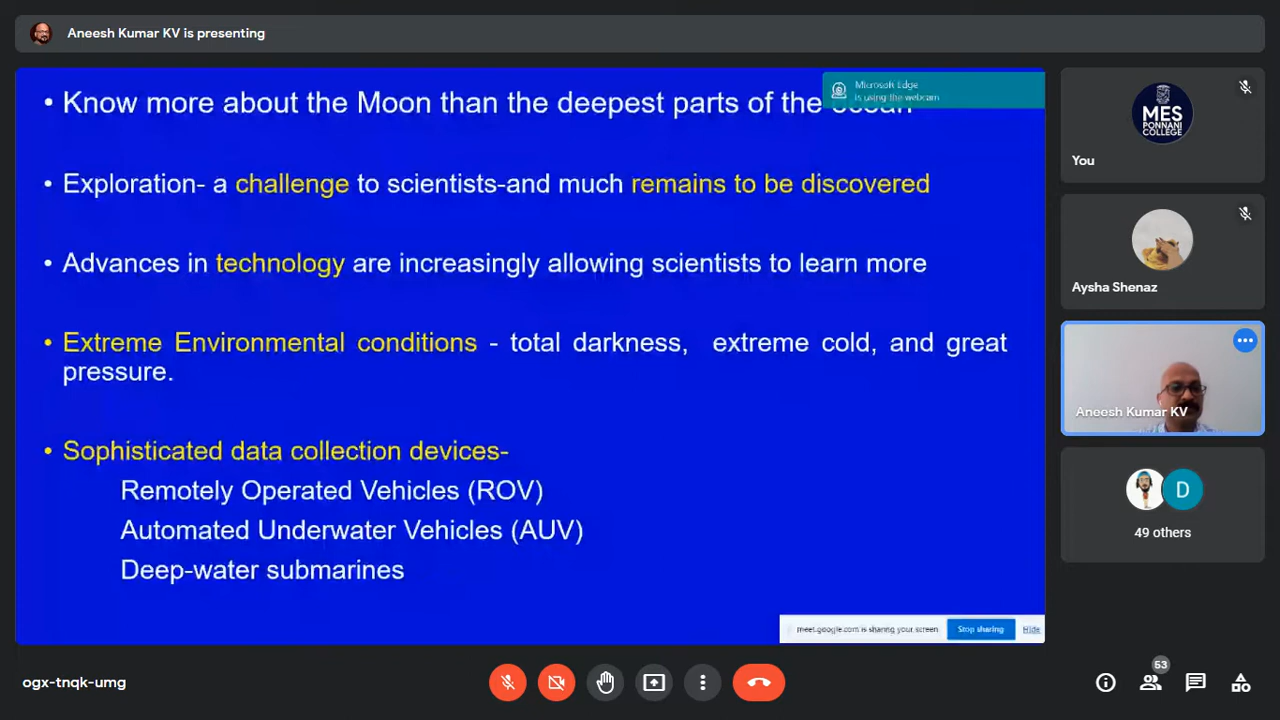 Aneesh Kumar KV is presenting
• Know more about the Moon than the deepest parts of the ocean
Microsoft Edge
is using the webcam
• Exploration- a challenge to scientists-and much remains to be discovered
• Advances in technology are increasingly allowing scientists to learn more
• Extreme Environmental conditions - total darkness, extreme cold, and great
pressure.
• Sophisticated data collection devices-
Remotely Operated Vehicles (ROV)
Automated Underwater Vehicles (AUV)
Deep-water submarines
meet.google.com is sharing your screen
Stop sharing
Hide
MES
PONNANI
COLLEGE
You
Aysha Shenaz
Aneesh Kumar KV
D
49 others
ogx-tnqk-umg
53